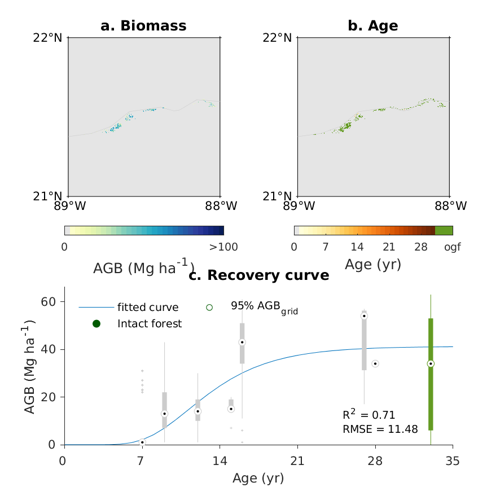 a. Biomass
b. Age
22°N
22°N
21°N
21°N
89°W
88°W
89°W
88°W
0
>100
0
7
14
21
28
ogf
AGB (Mg ha⁻¹)
Age (yr)
c. Recovery curve
60
40
20
0
AGB (Mg ha⁻¹)
fitted curve
95% AGB_grid
Intact forest
R² = 0.71
RMSE = 11.48
0
7
14
21
28
35
Age (yr)